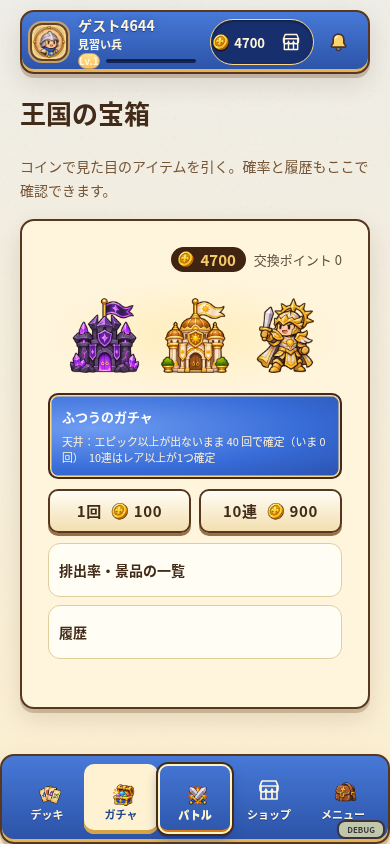 ゲスト4644
見習い兵
Lv.1
4700
王国の宝箱
コインで見た目のアイテムを引く。確率と履歴もここで
確認できます。
4700 交換ポイント 0
ふつうのガチャ
天井：エピック以上が出ないまま 40 回で確定（いま 0
回） 10連はレア以上が1つ確定
1回 100
10連 900
排出率・景品の一覧
履歴
デッキ
ガチャ
バトル
ショップ
メニュー
DEBUG